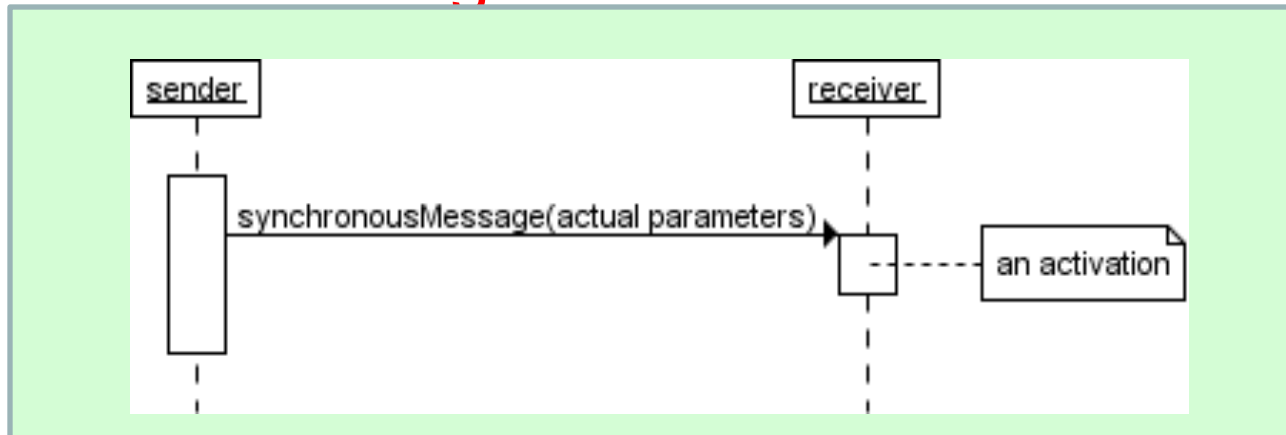 sender
receiver
synchronousMessage(actual parameters)
an activation